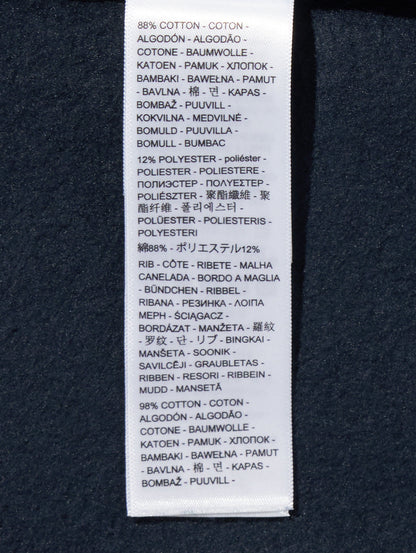 88% COTTON - COTON -
ALGODÓN - ALGODÃO -
COTONE - BAUMWOLLE -
KATOEN - PAMUK - ХЛОПОК -
BAMBAKI - BAWEŁNA - PAMUT
- BAVLNA - 棉 - 면 - KAPAS -
BOMBAŽ - PUUVILL -
KOKVILNA - MEDVILNĖ -
BOMULD - PUUVILLA -
BOMULL - BUMBAC
12% POLYESTER - poliéster -
POLIESTER - POLIESTERE -
ПОЛИЭСТЕР - ΠΟΛΥΕΣΤΕΡ -
POLIÉSZTER - 聚酯纖維 - 聚
酯纤维 - 폴리에스터 -
POLÜESTER - POLIESTERIS -
POLYESTERI
綿88% - ポリエステル12%
RIB - CÔTE - RIBETE - MALHA
CANELADA - BORDO A MAGLIA
- BÜNDCHEN - RIBBEL -
RIBANA - РЕЗИНКА - ΛΟΙΠΑ
ΜΕΡΗ - ŚCIĄGACZ -
BORDÁZAT - MANŽETA - 羅紋
- 罗纹 - 단 - リブ - BINGKAI -
MANŠETA - SOONIK -
SAVILCĒJI - GRAUBLETAS -
RIBBEN - RESORI - RIBBEIN -
MUDD - MANSETĂ
98% COTTON - COTON -
ALGODÓN - ALGODÃO -
COTONE - BAUMWOLLE -
KATOEN - PAMUK - ХЛОПОК -
BAMBAKI - BAWEŁNA - PAMUT
- BAVLNA - 棉 - 면 - KAPAS -
BOMBAŽ - PUUVILL -